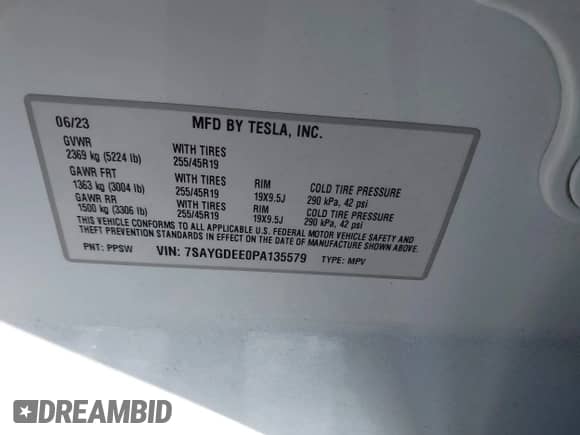 06/23 MFD BY TESLA, INC.
GVWR
2369 kg (5224 lb) WITH TIRES 255/45R19
GAWR FRT
1363 kg (3004 lb) WITH TIRES 255/45R19 RIM 19X9.5J COLD TIRE PRESSURE 290 kPa, 42 psi
GAWR RR
1500 kg (3306 lb) WITH TIRES 255/45R19 RIM 19X9.5J COLD TIRE PRESSURE 290 kPa, 42 psi
THIS VEHICLE CONFORMS TO ALL APPLICABLE U.S. FEDERAL MOTOR VEHICLE SAFETY AND
THEFT PREVENTION STANDARDS IN EFFECT ON THE DATE OF MANUFACTURE SHOWN ABOVE.
PNT: PPSW VIN: 7SAYGDEE0PA135579 TYPE: MPV
DREAMBID